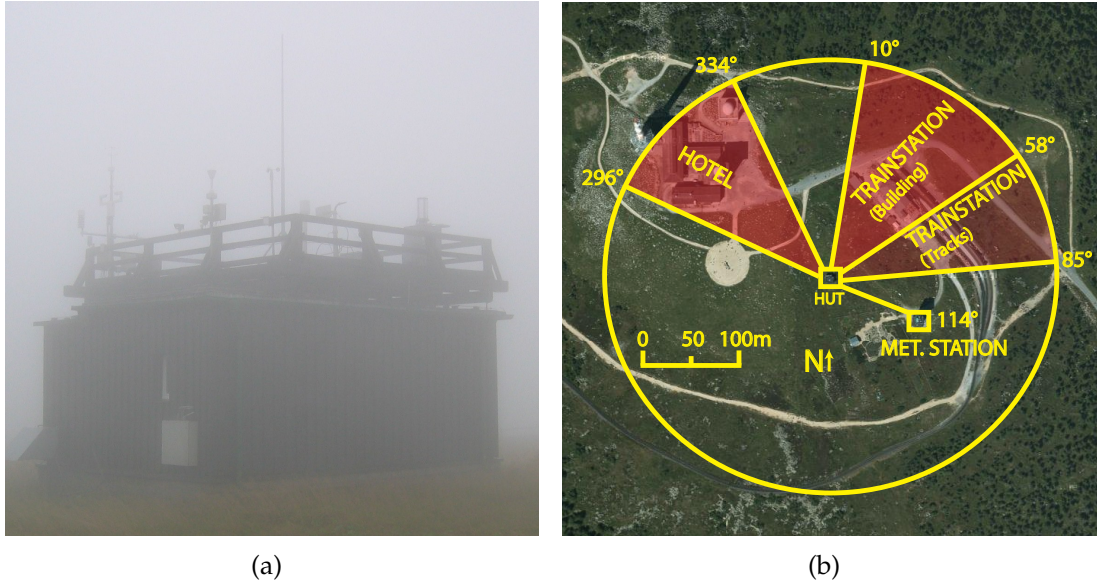 334°
10°
58°
296°
HOTEL
TRAINSTATION
(Building)
TRAINSTATION
(Tracks)
85°
HUT
114°
0 50 100m
MET. STATION
N↑
(a)
(b)